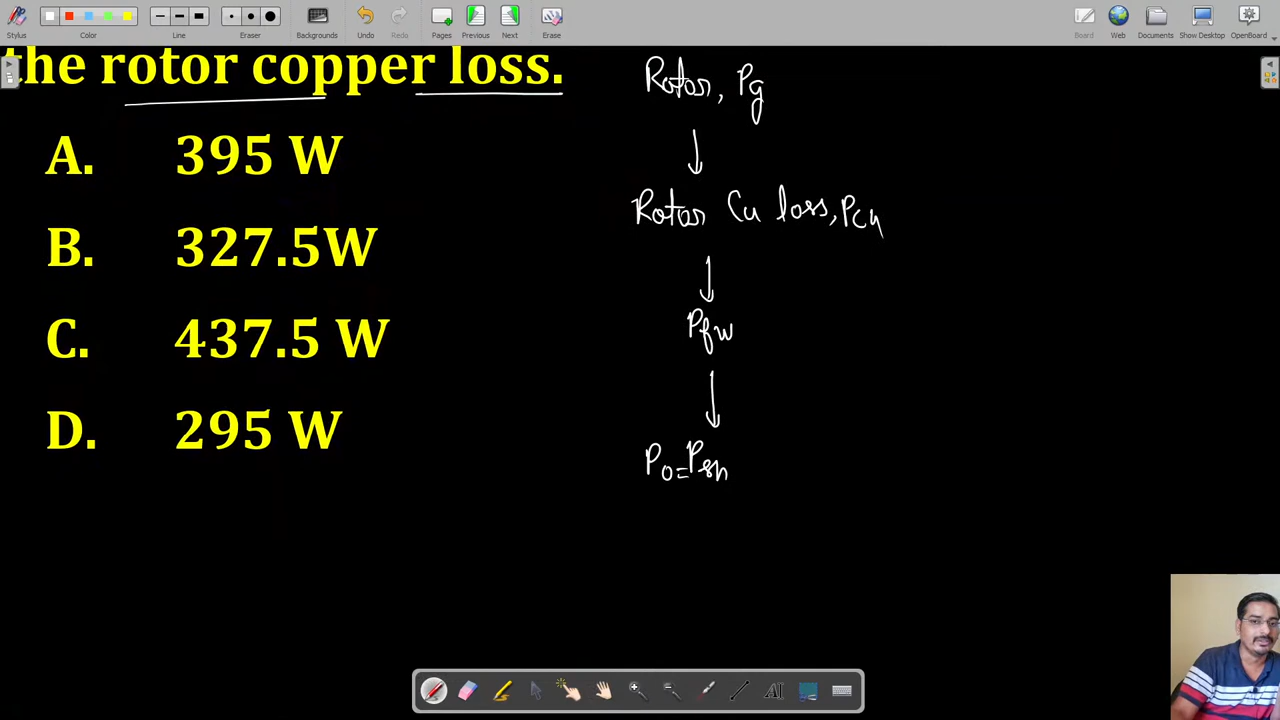 Stylus
Color
Line
Eraser
Backgrounds
Undo
Redo
Pages
Previous
Next
Erase
Board
Web
Documents
Show Desktop
OpenBoard
the rotor copper loss.
A. 395 W
B. 327.5W
C. 437.5 W
D. 295 W
Rotor, Pg
Rotor Cu loss, Pcu
Pfw
Po=Psh
AI